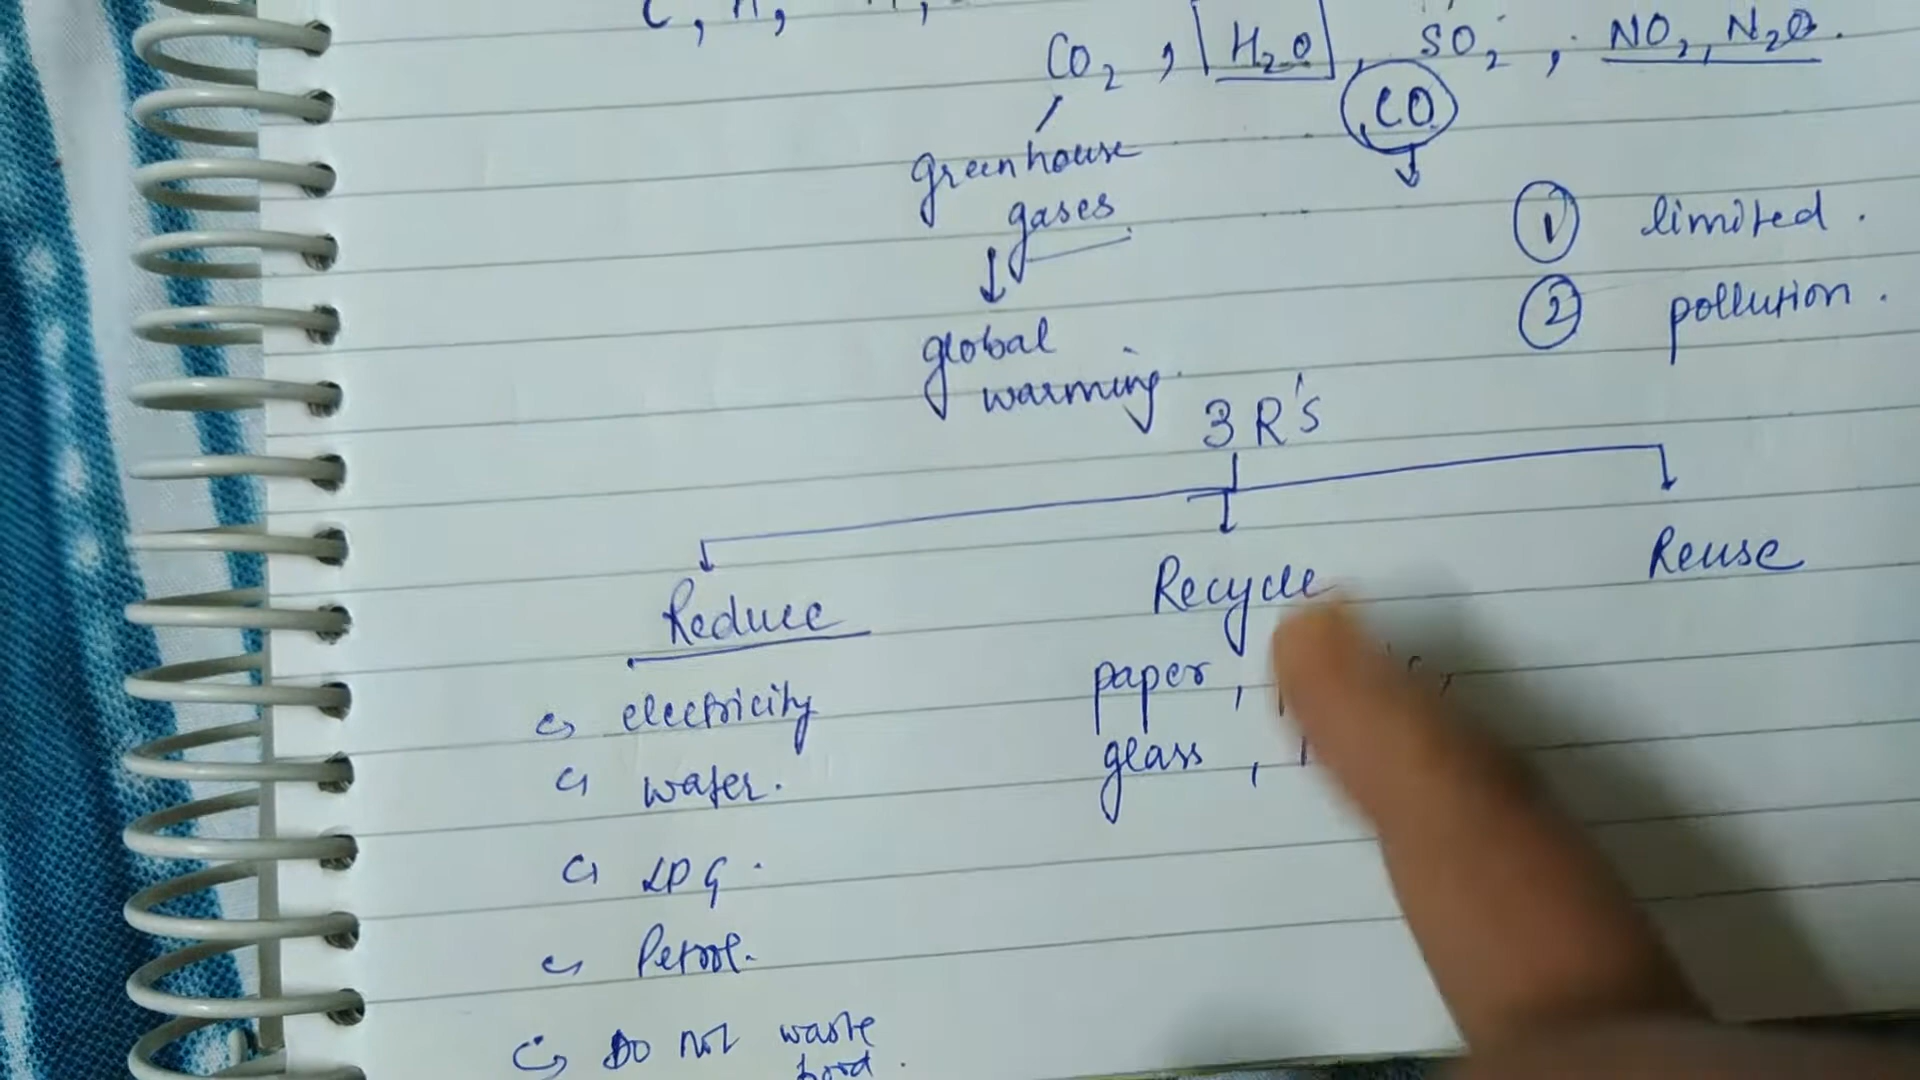 CO2, H2O, SO2, NO2, N2O.
CO
greenhouse
gases
① limited.
② pollution.
global
warming.
3 R's
Reduce Recycle Reuse
electricity paper,
water. glass,
LPG.
Petrol.
Do not waste
food.